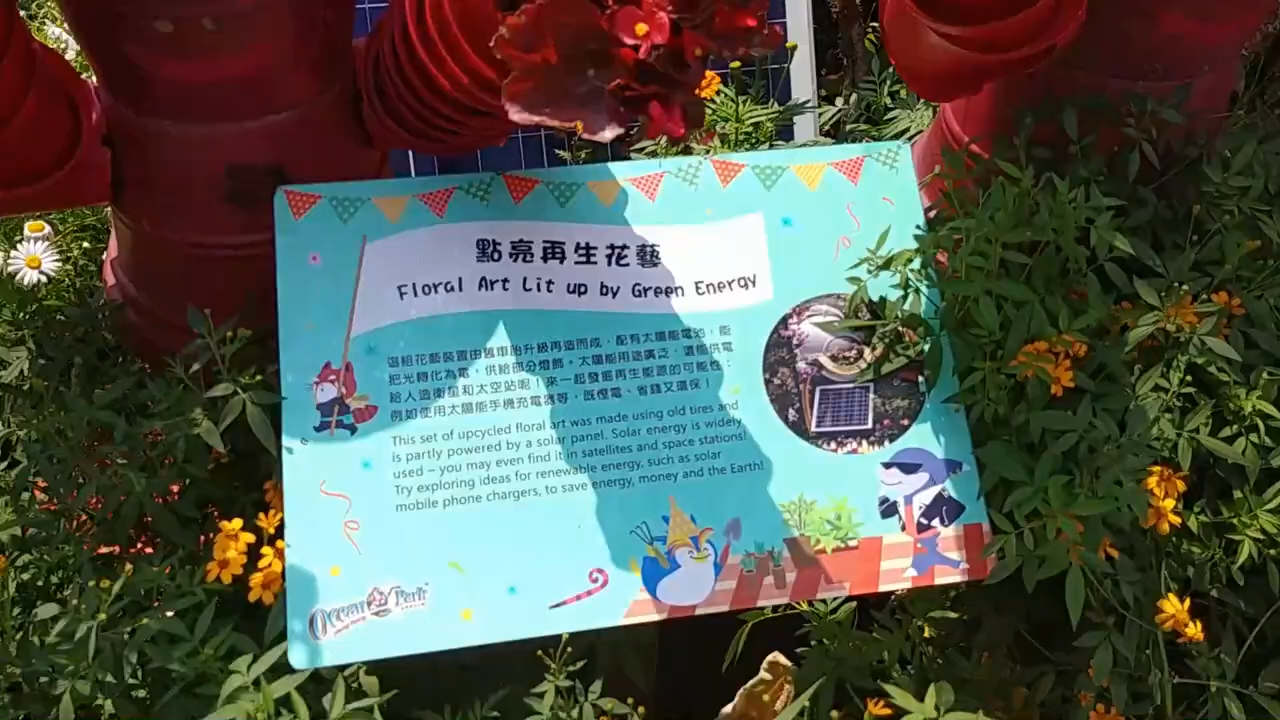 點亮再生花藝
Floral Art Lit up by Green Energy
這組花藝裝置由舊車胎升級再造而成,配有太陽能電池,能
把光轉化為電,供給部分燈飾。太陽能用途廣泛,還能供電
給人造衛星和太空站呢!來一起發掘再生能源的可能性:
例如使用太陽能手機充電器等,既慳電、省錢又環保!
This set of upcycled floral art was made using old tires and
is partly powered by a solar panel. Solar energy is widely
used – you may even find it in satellites and space stations!
Try exploring ideas for renewable energy, such as solar
mobile phone chargers, to save energy, money and the Earth!
Ocean Park